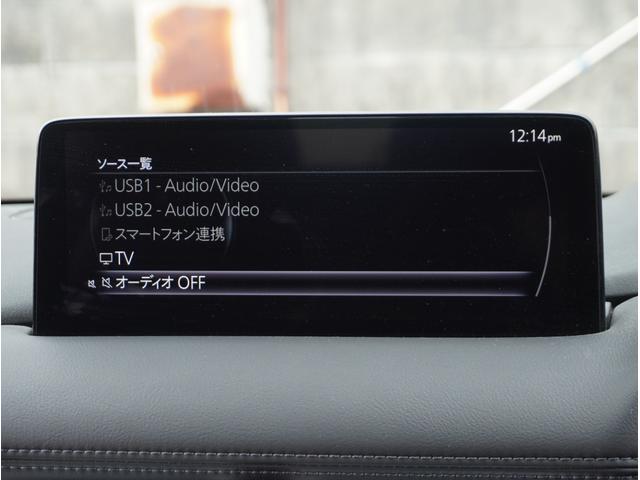 12:14pm
ソース一覧
USB1 - Audio/Video
USB2 - Audio/Video
スマートフォン連携
TV
オーディオ OFF